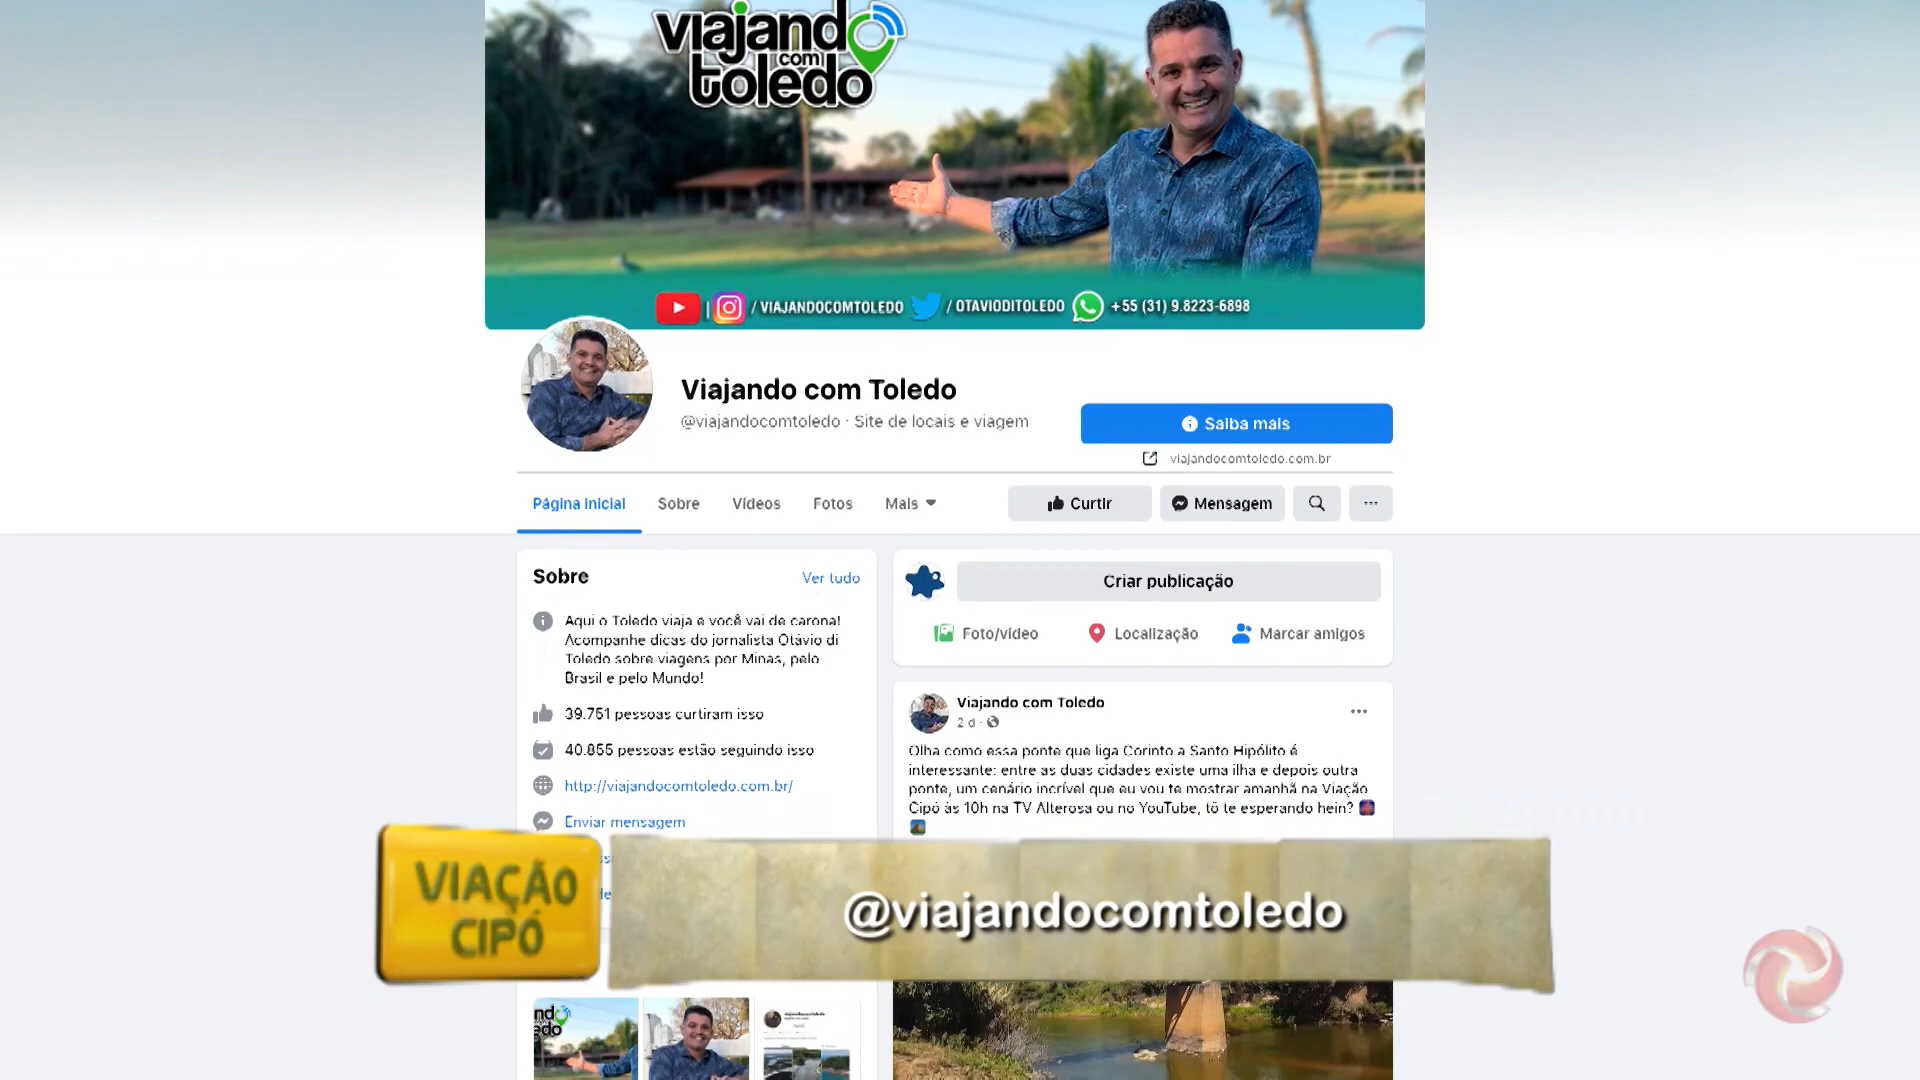 viajando
com
toledo
| / VIAJANDOCOMTOLEDO / OTAVIODITOLEDO +55 (31) 9.8223-6898
Viajando com Toledo
@viajandocomtoledo · Site de locais e viagem
Saiba mais
viajandocomtoledo.com.br
Página inicial Sobre Vídeos Fotos Mais Curtir Mensagem
Sobre
Ver tudo
Aqui o Toledo viaja e você vai de carona!
Acompanhe dicas do jornalista Otávio di
Toledo sobre viagens por Minas, pelo
Brasil e pelo Mundo!
39.751 pessoas curtiram isso
40.855 pessoas estão seguindo isso
http://viajandocomtoledo.com.br/
Enviar mensagem
Criar publicação
Foto/vídeo Localização Marcar amigos
Viajando com Toledo
2 d ·
Olha como essa ponte que liga Corinto a Santo Hipólito é
interessante: entre as duas cidades existe uma ilha e depois outra
ponte, um cenário incrível que eu vou te mostrar amanhã na Viação
Cipó às 10h na TV Alterosa ou no YouTube, tô te esperando hein?
VIAÇÃO
CIPÓ
@viajandocomtoledo